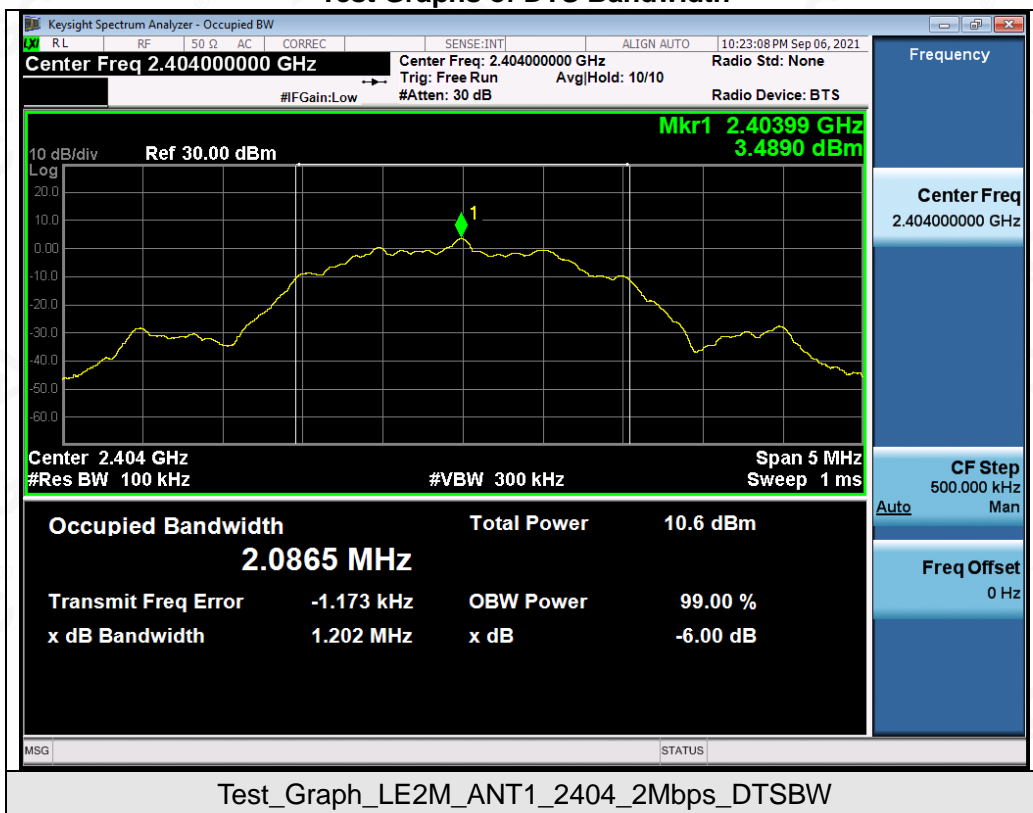 Test Graphs of DTS Bandwidth
Keysight Spectrum Analyzer - Occupied BW
LXI RL RF 50 Ω AC CORREC SENSE:INT ALIGN AUTO 10:23:08 PM Sep 06, 2021
Center Freq 2.404000000 GHz Center Freq: 2.404000000 GHz Radio Std: None
Trig: Free Run Avg|Hold: 10/10
#IFGain:Low #Atten: 30 dB Radio Device: BTS
Frequency
Mkr1 2.40399 GHz
3.4890 dBm
10 dB/div Ref 30.00 dBm
Log
20.0
10.0
0.00
-10.0
-20.0
-30.0
-40.0
-50.0
-60.0
1
Center 2.404 GHz Span 5 MHz
#Res BW 100 kHz #VBW 300 kHz Sweep 1 ms
Center Freq
2.404000000 GHz
CF Step
500.000 kHz
Auto Man
Freq Offset
0 Hz
Occupied Bandwidth Total Power 10.6 dBm
2.0865 MHz
Transmit Freq Error -1.173 kHz OBW Power 99.00 %
x dB Bandwidth 1.202 MHz x dB -6.00 dB
MSG STATUS
Test_Graph_LE2M_ANT1_2404_2Mbps_DTSBW